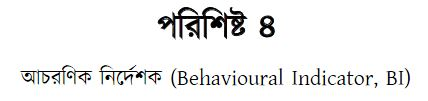 পরিশিষ্ট ৪
আচরণিক নির্দেশক (Behavioural Indicator, BI)